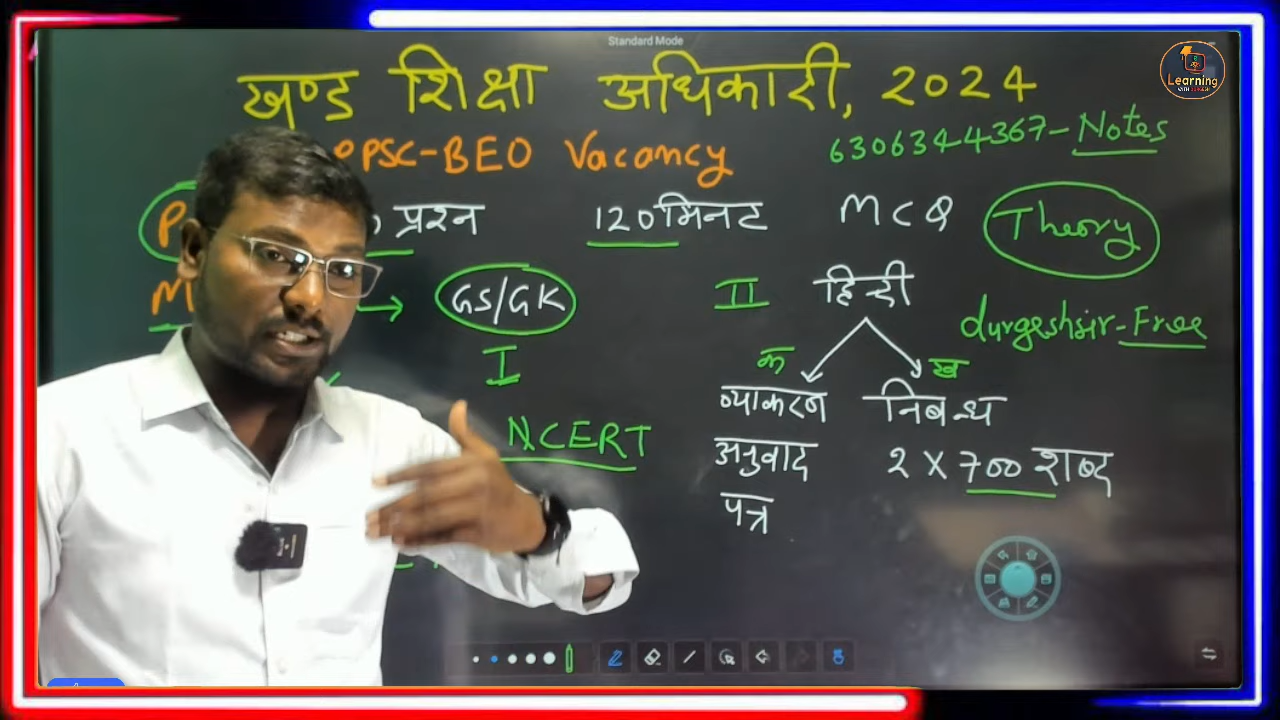 Standard Mode
Learning
खण्ड शिक्षा अधिकारी, 2024
PSC-BEO Vacancy
6306344367-Notes
P
प्रश्न
120 मिनट
MCQ
Theory
M
→ GS/GK
II हिन्दी
durgeshsir-Free
I
क
ख
व्याकरण
निबन्ध
NCERT
अनुवाद
2 X 700 शब्द
पत्र